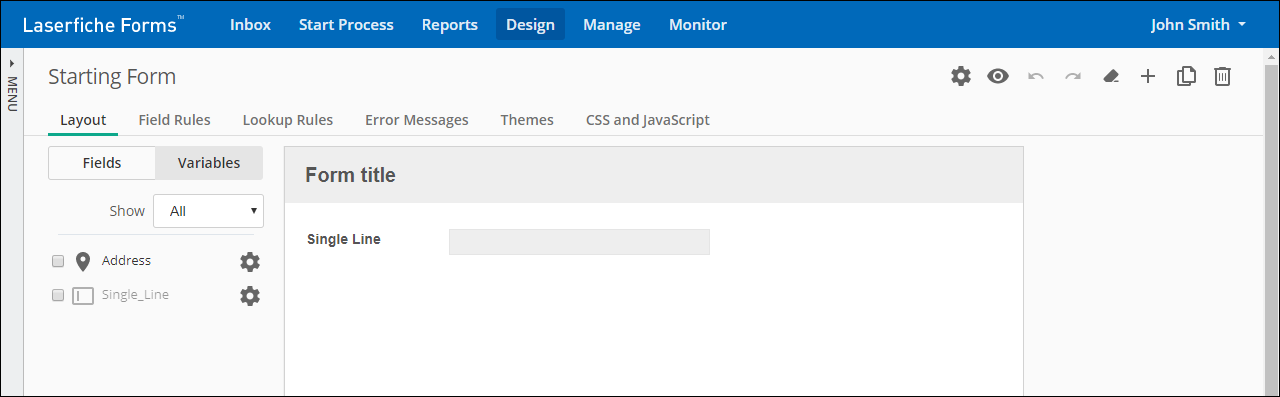 Laserfiche Forms™ Inbox Start Process Reports Design Manage Monitor John Smith
MENU
Starting Form
Layout Field Rules Lookup Rules Error Messages Themes CSS and JavaScript
Fields Variables
Form title
Show All
Single Line
Address
Single_Line